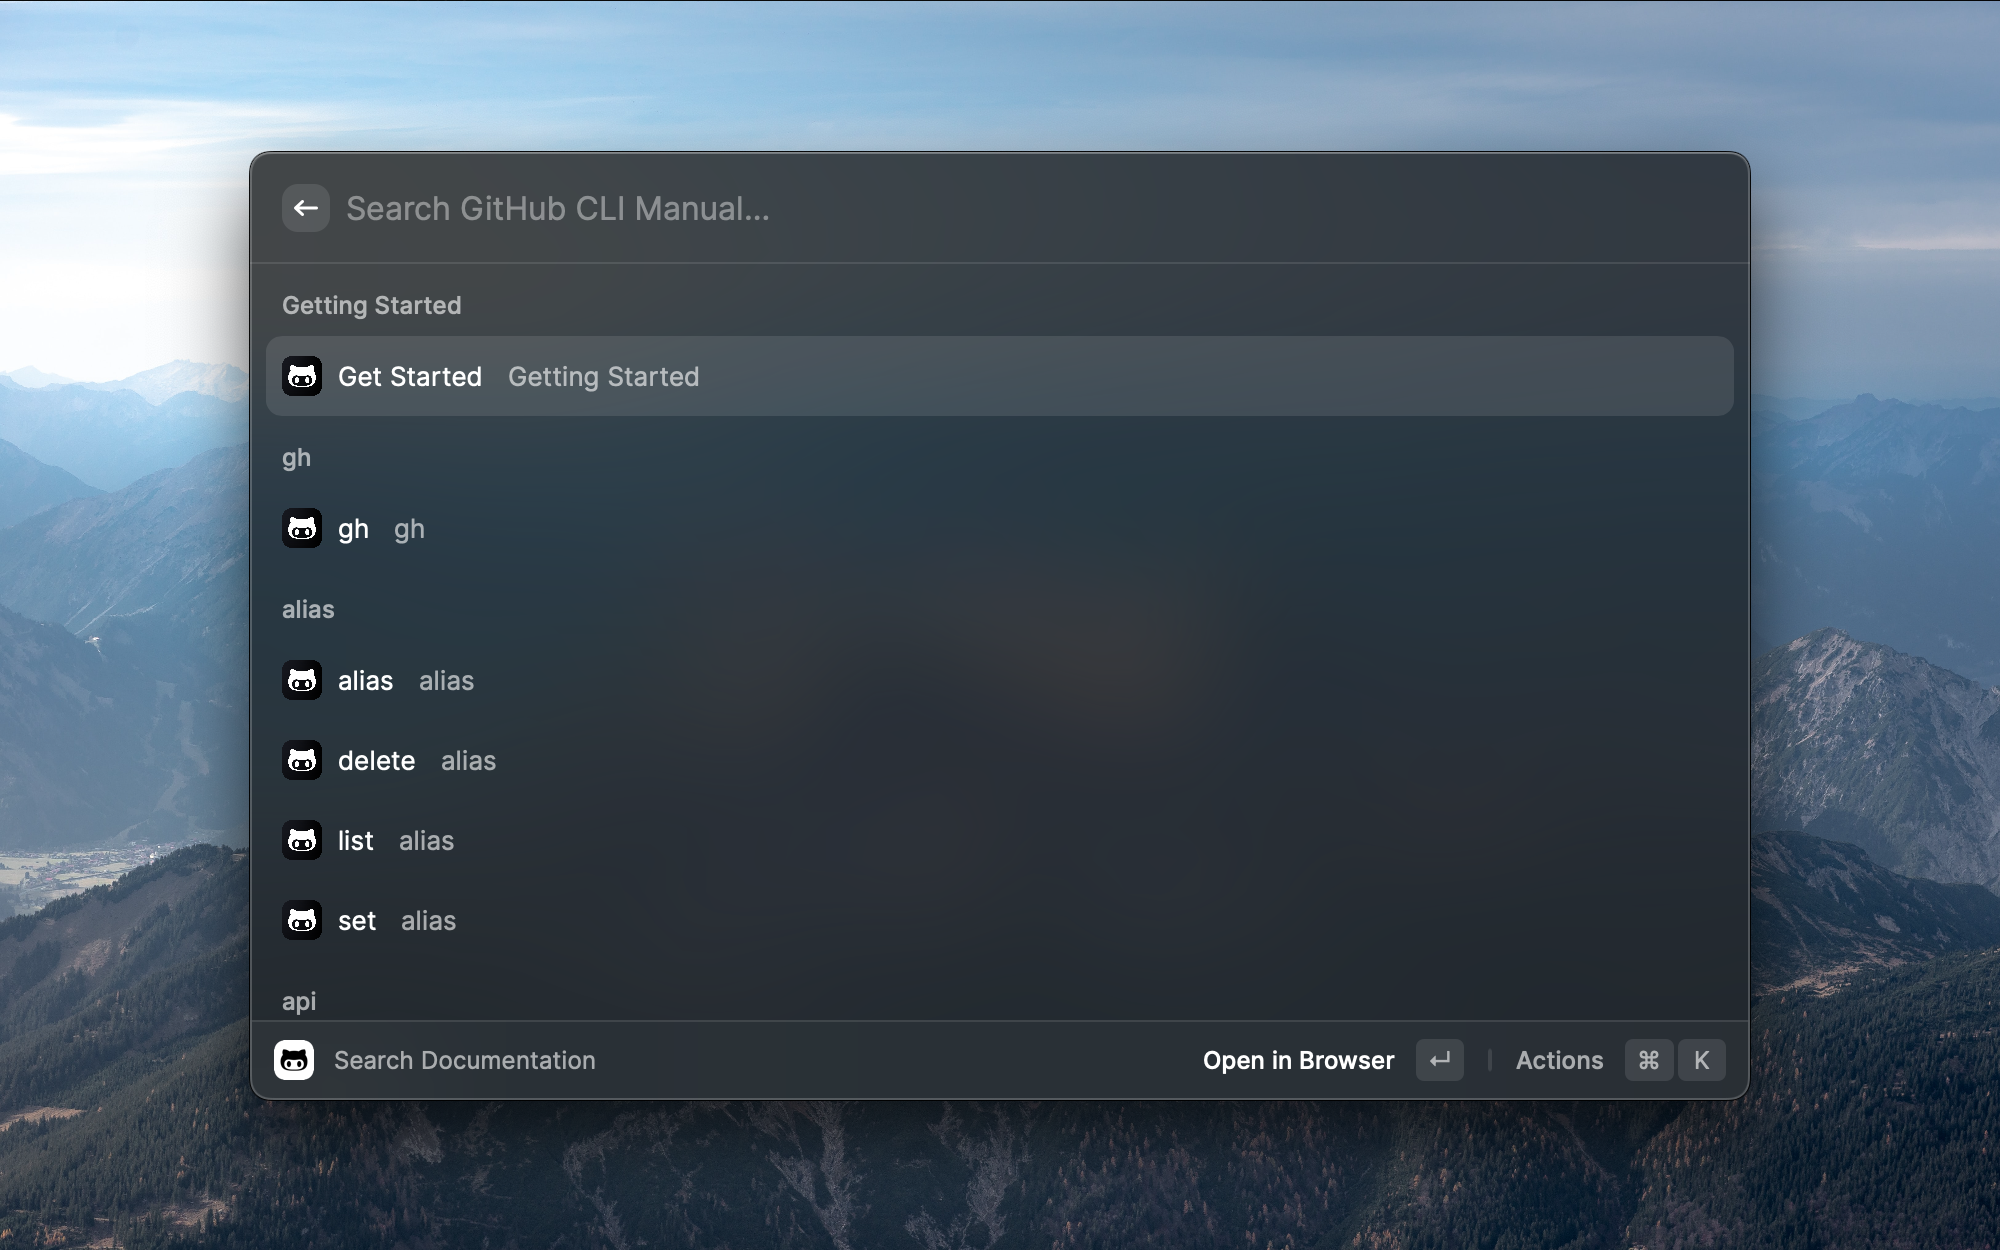 Search GitHub CLI Manual...
Getting Started
Get Started Getting Started
gh
gh gh
alias
alias alias
delete alias
list alias
set alias
api
Search Documentation Open in Browser ↵ Actions ⌘ K